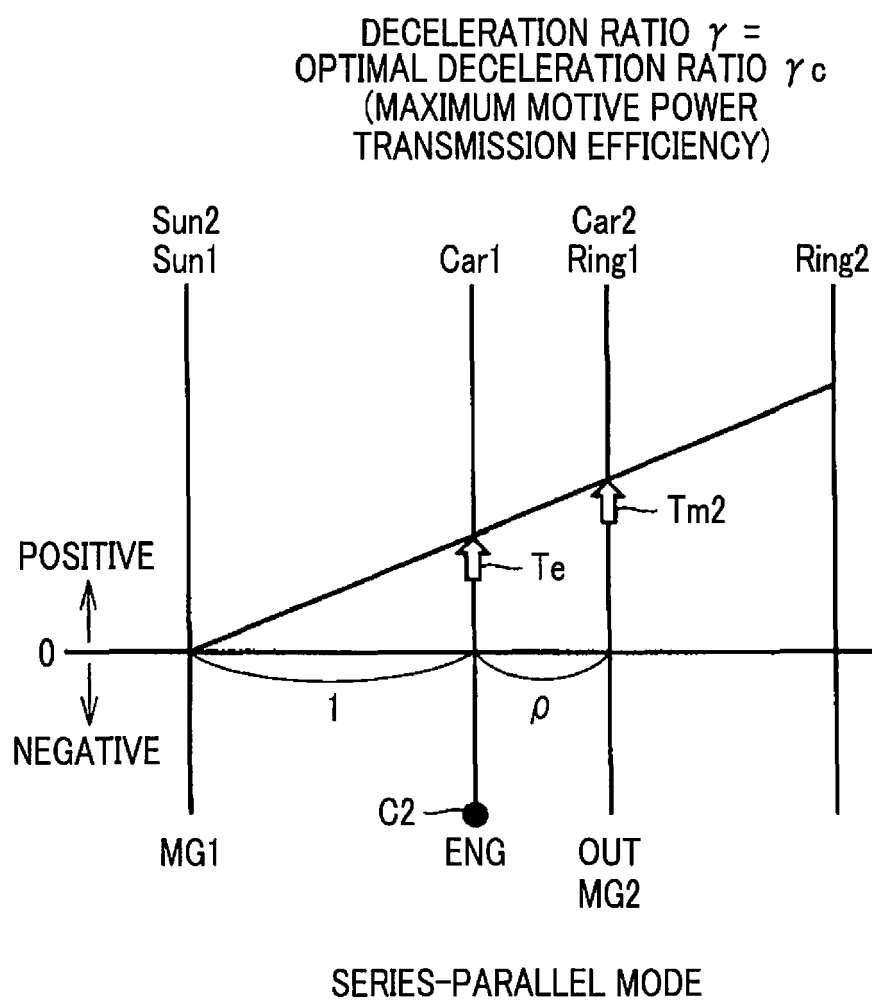 DECELERATION RATIO γ =
OPTIMAL DECELERATION RATIO γc
(MAXIMUM MOTIVE POWER
TRANSMISSION EFFICIENCY)
Sun2
Sun1
Car1
Car2
Ring1
Ring2
Tm2
Te
POSITIVE
0
NEGATIVE
1
ρ
C2
MG1
ENG
OUT
MG2
SERIES-PARALLEL MODE